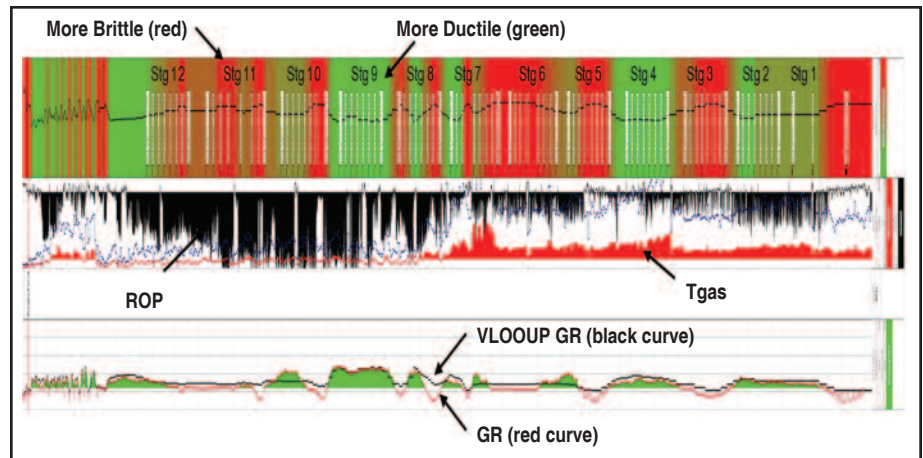 More Brittle (red) More Ductile (green)
Stg 12 Stg 11 Stg 10 Stg 9 Stg 8 Stg 7 Stg 6 Stg 5 Stg 4 Stg 3 Stg 2 Stg 1
ROP Tgas
VLOOUP GR (black curve)
GR (red curve)